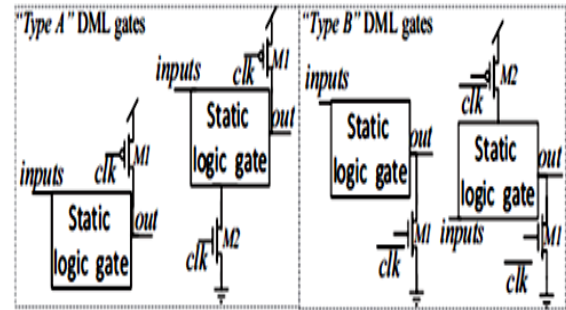 "Type A" DML gates
clk
M1
inputs
Static
logic gate
out
clk
M2
clk
M1
inputs
Static
logic gate
out
"Type B" DML gates
inputs
Static
logic gate
out
M1
clk
M2
clk
Static
logic gate
out
inputs
M1
clk